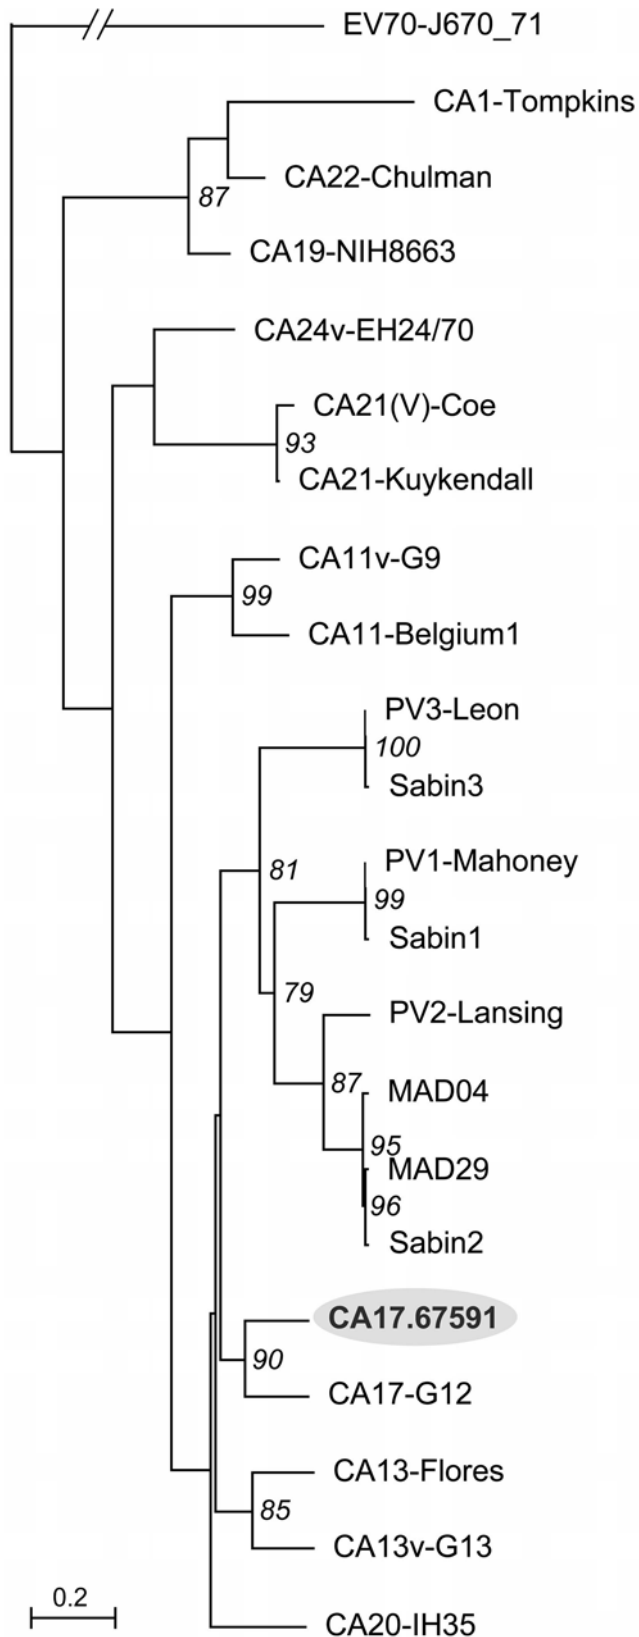 EV70-J670_71
CA1-Tompkins
CA22-Chulman
87
CA19-NIH8663
CA24v-EH24/70
CA21(V)-Coe
93
CA21-Kuykendall
CA11v-G9
99
CA11-Belgium1
PV3-Leon
100
Sabin3
PV1-Mahoney
81
99
Sabin1
79
PV2-Lansing
87
MAD04
95
MAD29
96
Sabin2
CA17.67591
90
CA17-G12
CA13-Flores
85
CA13v-G13
0.2
CA20-IH35